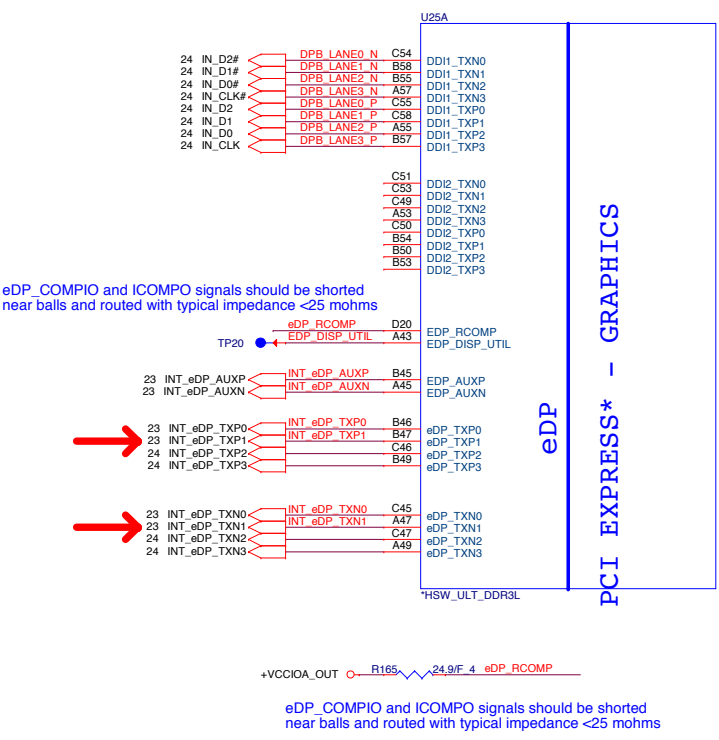 U25A
24 IN_D2# DPB_LANE0_N C54 DDI1_TXN0
24 IN_D1# DPB_LANE1_N B58 DDI1_TXN1
24 IN_D0# DPB_LANE2_N B55 DDI1_TXN2
24 IN_CLK# DPB_LANE3_N A57 DDI1_TXN3
24 IN_D2 DPB_LANE0_P C55 DDI1_TXP0
24 IN_D1 DPB_LANE1_P C58 DDI1_TXP1
24 IN_D0 DPB_LANE2_P A55 DDI1_TXP2
24 IN_CLK DPB_LANE3_P B57 DDI1_TXP3
C51 DDI2_TXN0
C53 DDI2_TXN1
C49 DDI2_TXN2
A53 DDI2_TXN3
C50 DDI2_TXP0
B54 DDI2_TXP1
B50 DDI2_TXP2
B53 DDI2_TXP3
eDP_COMPIO and ICOMPO signals should be shorted
near balls and routed with typical impedance <25 mohms
eDP_RCOMP D20 EDP_RCOMP
TP20 EDP_DISP_UTIL A43 EDP_DISP_UTIL
23 INT_eDP_AUXP INT_eDP_AUXP B45 EDP_AUXP
23 INT_eDP_AUXN INT_eDP_AUXN A45 EDP_AUXN
23 INT_eDP_TXP0 INT_eDP_TXP0 B46 eDP_TXP0
23 INT_eDP_TXP1 INT_eDP_TXP1 B47 eDP_TXP1
24 INT_eDP_TXP2 C46 eDP_TXP2
24 INT_eDP_TXP3 B49 eDP_TXP3
23 INT_eDP_TXN0 INT_eDP_TXN0 C45 eDP_TXN0
23 INT_eDP_TXN1 INT_eDP_TXN1 A47 eDP_TXN1
24 INT_eDP_TXN2 C47 eDP_TXN2
24 INT_eDP_TXN3 A49 eDP_TXN3
eDP
PCI EXPRESS* - GRAPHICS
*HSW_ULT_DDR3L
+VCCIOA_OUT R165 24.9/F_4 eDP_RCOMP
eDP_COMPIO and ICOMPO signals should be shorted
near balls and routed with typical impedance <25 mohms